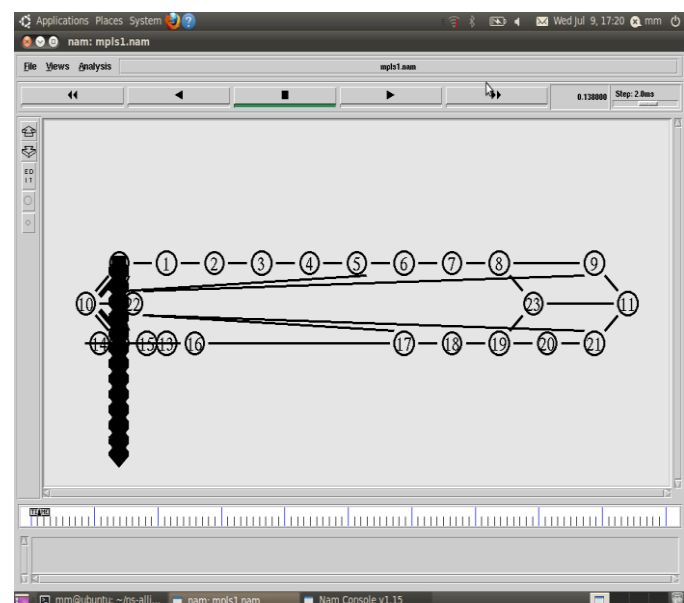 Applications Places System ? Wed Jul 9, 17:20 mm
nam: mpls1.nam
File Views Analysis mpls1.nam
0.138000 Step: 2.0ms
ED
IT
1 2 3 4 5 6 7 8 9
10 22 23 11
14 15 13 16 17 18 19 20 21
mm@ubuntu: ~/ns-alli... nam: mpls1.nam Nam Console v1.15